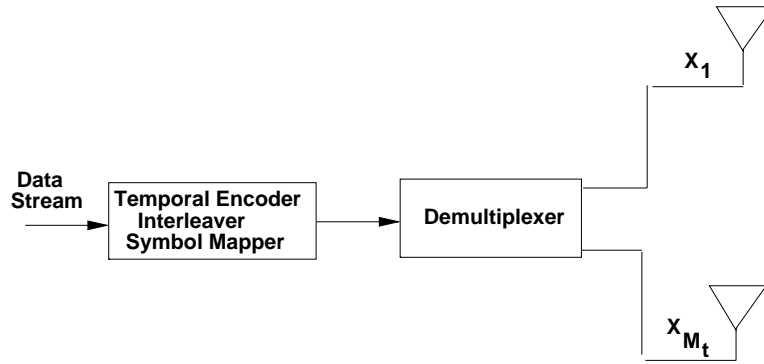 X1
Data
Stream
Temporal Encoder
Interleaver
Symbol Mapper
Demultiplexer
XMt